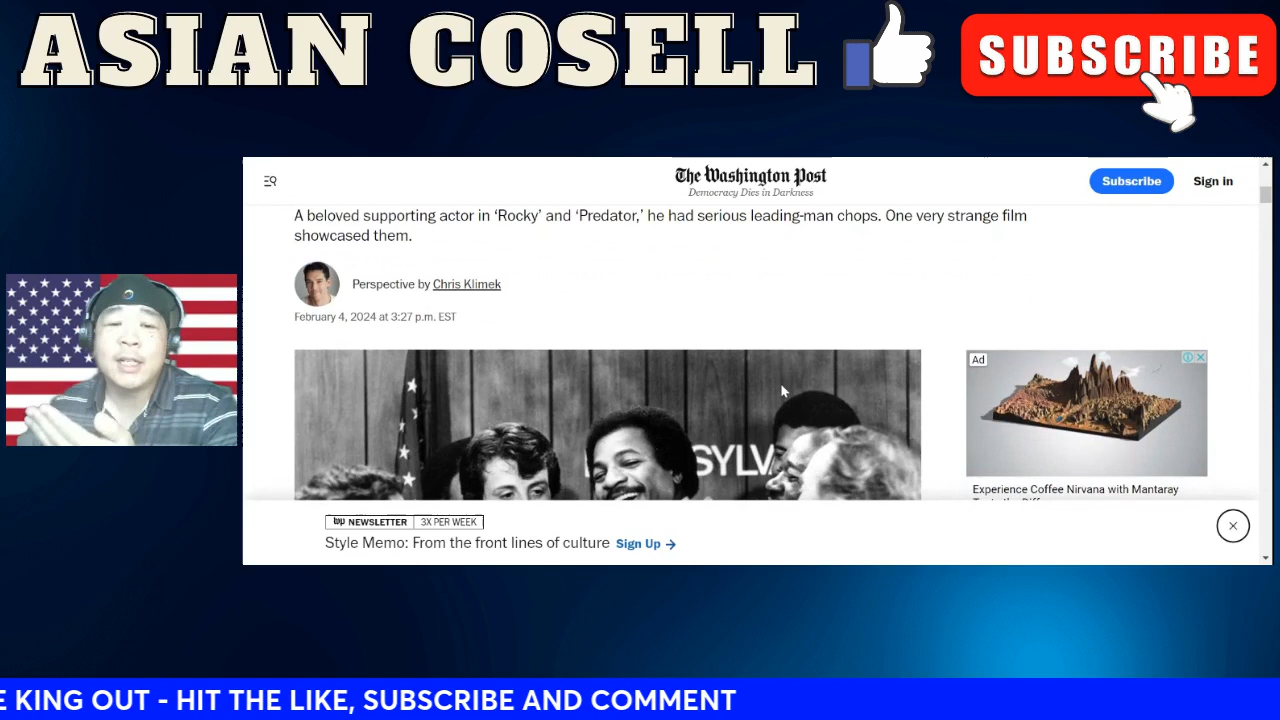 ASIAN COSELL
SUBSCRIBE
The Washington Post
Democracy Dies in Darkness
Subscribe
Sign in
A beloved supporting actor in ‘Rocky’ and ‘Predator,’ he had serious leading-man chops. One very strange film
showcased them.
Perspective by Chris Klimek
February 4, 2024 at 3:27 p.m. EST
Ad
SYLV
Experience Coffee Nirvana with Mantaray
wp NEWSLETTER 3X PER WEEK
Style Memo: From the front lines of culture Sign Up →
E KING OUT - HIT THE LIKE, SUBSCRIBE AND COMMENT